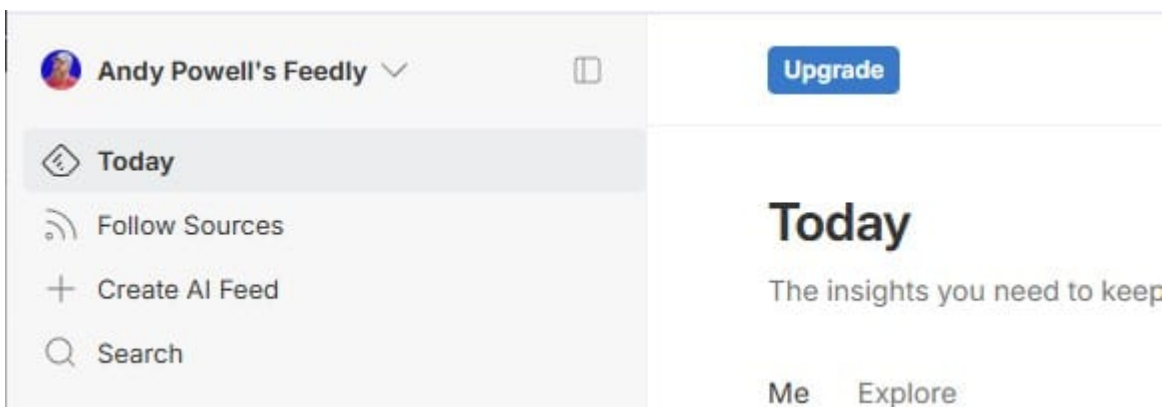 Andy Powell's Feedly
Today
Follow Sources
Create AI Feed
Search
Upgrade
Today
The insights you need to keep
Me
Explore